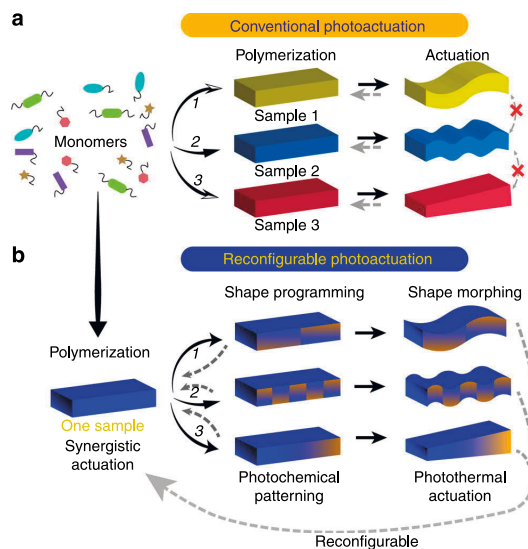 a
Conventional photoactuation
Polymerization
Actuation
Monomers
1
Sample 1
2
Sample 2
3
Sample 3
b
Reconfigurable photoactuation
Shape programming
Shape morphing
Polymerization
1
2
3
One sample
Synergistic
actuation
Photochemical
patterning
Photothermal
actuation
Reconfigurable